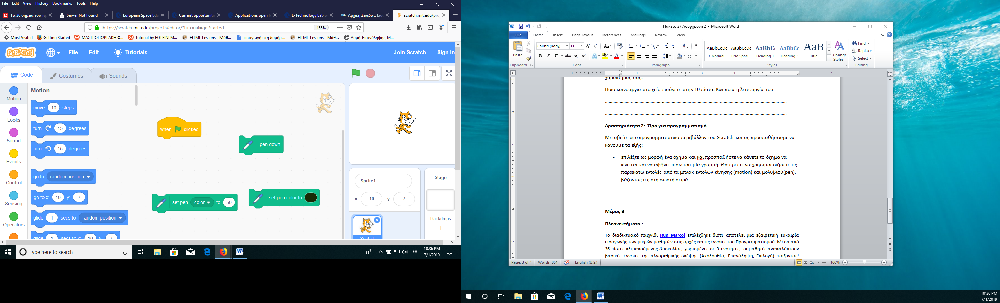 File Edit View History Bookmarks Tools Help
Τα 36 σημεία του π
Server Not Found
European Space Edu
Current opportuniti
Applications open f
E-Technology Lab w
Αρχική Σελίδα :: Είσ
scratch.mit.edu/pro
https://scratch.mit.edu/projects/editor/?tutorial=getStarted
133%
Most Visited
Getting Started
ΜΑΣΤΡΟΓΙΩΡΓΑΚΗ Φ...
tutorial by FOTEINI M...
HTML Lessons - Μάθ...
εισαγωγή στη δομή ε...
HTML Lessons - Μάθ...
Δομή-Επανάληψης-Μ...
SCRATCH
File
Edit
Tutorials
Join Scratch
Sign in
Code
Costumes
Sounds
Motion
Looks
Sound
Events
Control
Sensing
Operators
Motion
move 10 steps
turn 15 degrees
turn 15 degrees
go to random position
go to x: 10 y: 7
glide 1 secs to random position
glide 1 secs to x: 10 y: 7
when clicked
pen down
set pen color to 50
set pen color to
Sprite1
x 10 y 7
Sprite1
Stage
Backdrops
1
Type here to search
ΕΛ
10:36 PM
7/1/2019
Πακέτο 27 Ασύγχρονη 2 - Microsoft Word
File Home Insert Page Layout References Mailings Review View
Paste
Clipboard
Calibri (Body) 11
Font
Paragraph
AaBbCcDc AaBbCcDc AaBbC AaBbCc AaB
¶ Normal ¶ No Spaci... Heading 1 Heading 2 Title
Styles
Change
Styles
Find
Replace
Select
Editing
χαρακτήρας σας.
Ποιο καινούργια στοιχείο εισάγετε στην 10 πίστα. Και ποια η λειτουργία του
Δραστηριότητα 2: Ώρα για προγραμματισμό
Μεταβείτε στο προγραμματιστικό περιβάλλον του Scratch και ας προσπαθήσουμε να
κάνουμε τα εξής:
- επιλέξτε ως μορφή ένα όχημα και και προσπαθήστε να κάνετε το όχημα να
κινείται και να αφήνει πίσω του μία γραμμή. Θα πρέπει να χρησιμοποιήσετε τις
παρακάτω εντολές από τα μπλοκ εντολών κίνησης (motion) και μολυβιού(pen),
βάζοντας τες στη σωστή σειρά
Μέρος Β
Πλεονεκτήματα :
Το διαδικτυακό παιχνίδι Run Marco! επιλέχθηκε διότι αποτελεί μια εξαιρετική ευκαιρία
εισαγωγής των μικρών μαθητών στις αρχές και τις έννοιες του Προγραμματισμού. Μέσα από
36 πίστες κλιμακούμενης δυσκολίας, χωρισμένες σε 3 ενότητες, οι μαθητές ανακαλύπτουν
βασικές έννοιες της αλγοριθμικής σκέψης (Ακολουθία, Επανάληψη, Επιλογή) παίζοντας!
Page: 3 of 4 Words: 851 English (U.S.) 100%
10:36 PM
7/1/2019